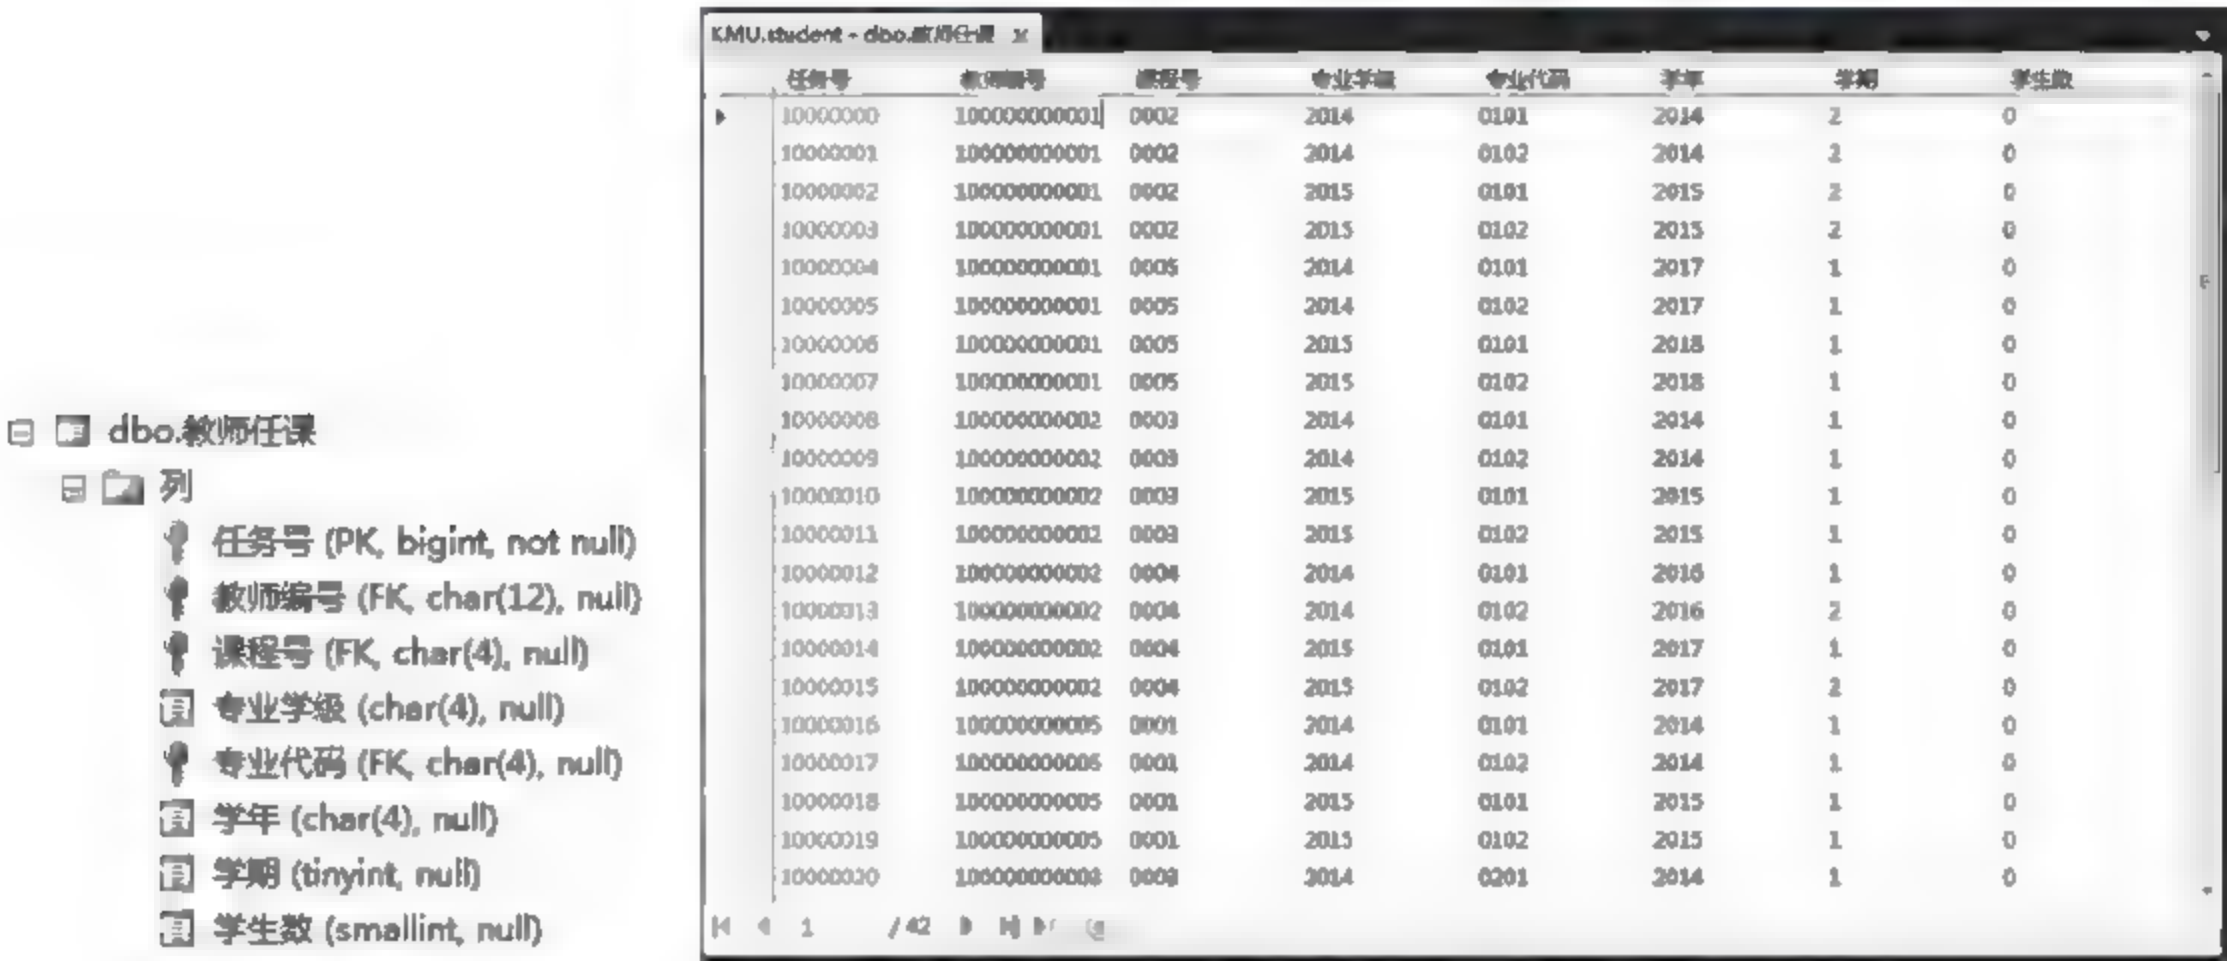 dbo.教师任课
列
任务号 (PK, bigint, not null)
教师编号 (FK, char(12), null)
课程号 (FK, char(4), null)
专业学级 (char(4), null)
专业代码 (FK, char(4), null)
学年 (char(4), null)
学期 (tinyint, null)
学生数 (smallint, null)
KMU.student - dbo.教师任课 x
任务号 教师编号 课程号 专业学级 专业代码 学年 学期 学生数
10000000 100000000001 0002 2014 0101 2014 2 0
10000001 100000000001 0002 2014 0102 2014 2 0
10000002 100000000001 0002 2015 0101 2015 2 0
10000003 100000000001 0002 2015 0102 2015 2 0
10000004 100000000001 0005 2014 0101 2017 1 0
10000005 100000000001 0005 2014 0102 2017 1 0
10000006 100000000001 0005 2015 0101 2018 1 0
10000007 100000000001 0005 2015 0102 2018 1 0
10000008 100000000002 0003 2014 0101 2014 1 0
10000009 100000000002 0003 2014 0102 2014 1 0
10000010 100000000002 0003 2015 0101 2015 1 0
10000011 100000000002 0003 2015 0102 2015 1 0
10000012 100000000002 0004 2014 0101 2016 1 0
10000013 100000000002 0004 2014 0102 2016 2 0
10000014 100000000002 0004 2015 0101 2017 1 0
10000015 100000000002 0004 2015 0102 2017 2 0
10000016 100000000005 0001 2014 0101 2014 1 0
10000017 100000000005 0001 2014 0102 2014 1 0
10000018 100000000005 0001 2015 0101 2015 1 0
10000019 100000000005 0001 2015 0102 2015 1 0
10000020 0003 2014 0201 2014 1 0
1 / 42